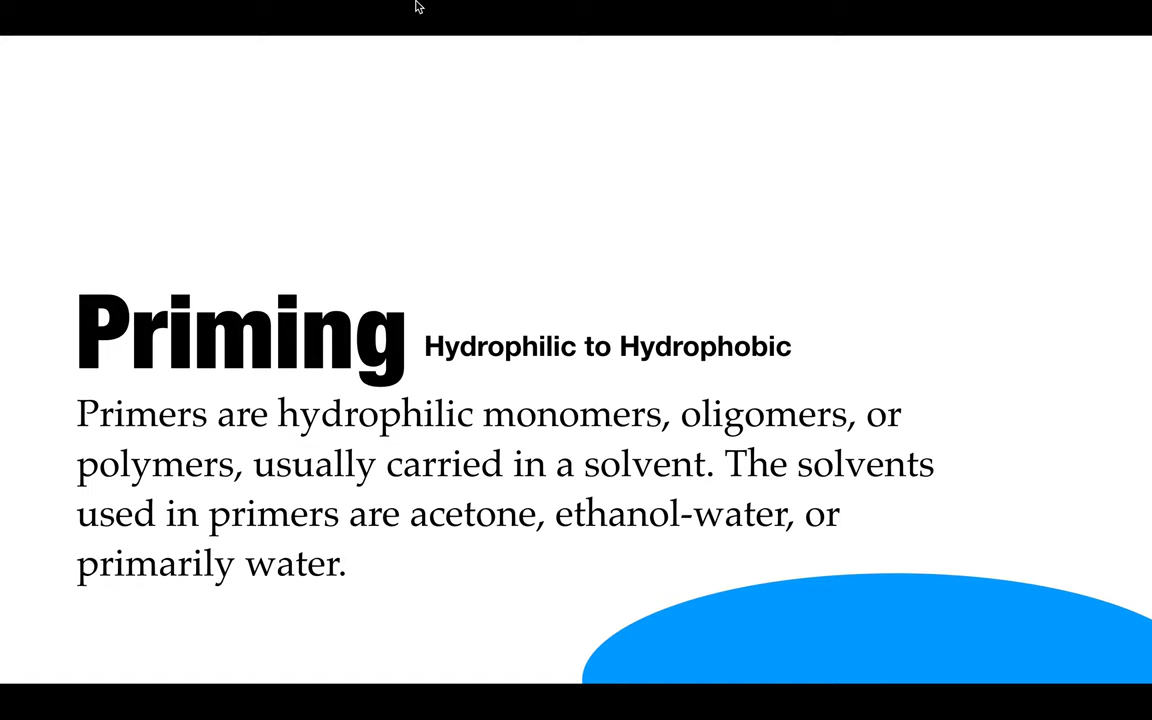 Priming Hydrophilic to Hydrophobic
Primers are hydrophilic monomers, oligomers, or
polymers, usually carried in a solvent. The solvents
used in primers are acetone, ethanol-water, or
primarily water.